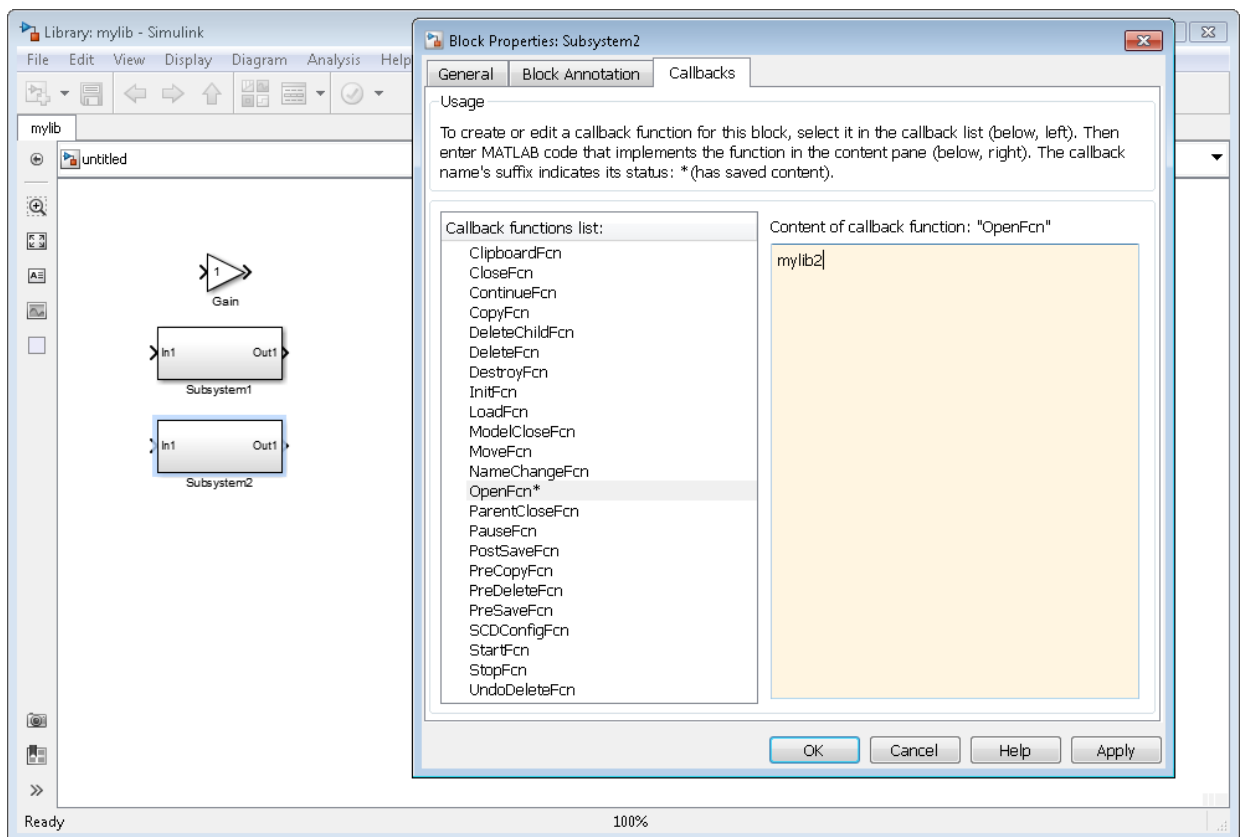 Library: mylib - Simulink
File Edit View Display Diagram Analysis Help
mylib
untitled
1
Gain
In1 Out1
Subsystem1
In1 Out1
Subsystem2
Ready 100%
Block Properties: Subsystem2
General Block Annotation Callbacks
Usage
To create or edit a callback function for this block, select it in the callback list (below, left). Then
enter MATLAB code that implements the function in the content pane (below, right). The callback
name's suffix indicates its status: *(has saved content).
Callback functions list:
ClipboardFcn
CloseFcn
ContinueFcn
CopyFcn
DeleteChildFcn
DeleteFcn
DestroyFcn
InitFcn
LoadFcn
ModelCloseFcn
MoveFcn
NameChangeFcn
OpenFcn*
ParentCloseFcn
PauseFcn
PostSaveFcn
PreCopyFcn
PreDeleteFcn
PreSaveFcn
SCDConfigFcn
StartFcn
StopFcn
UndoDeleteFcn
Content of callback function: "OpenFcn"
mylib2
OK Cancel Help Apply